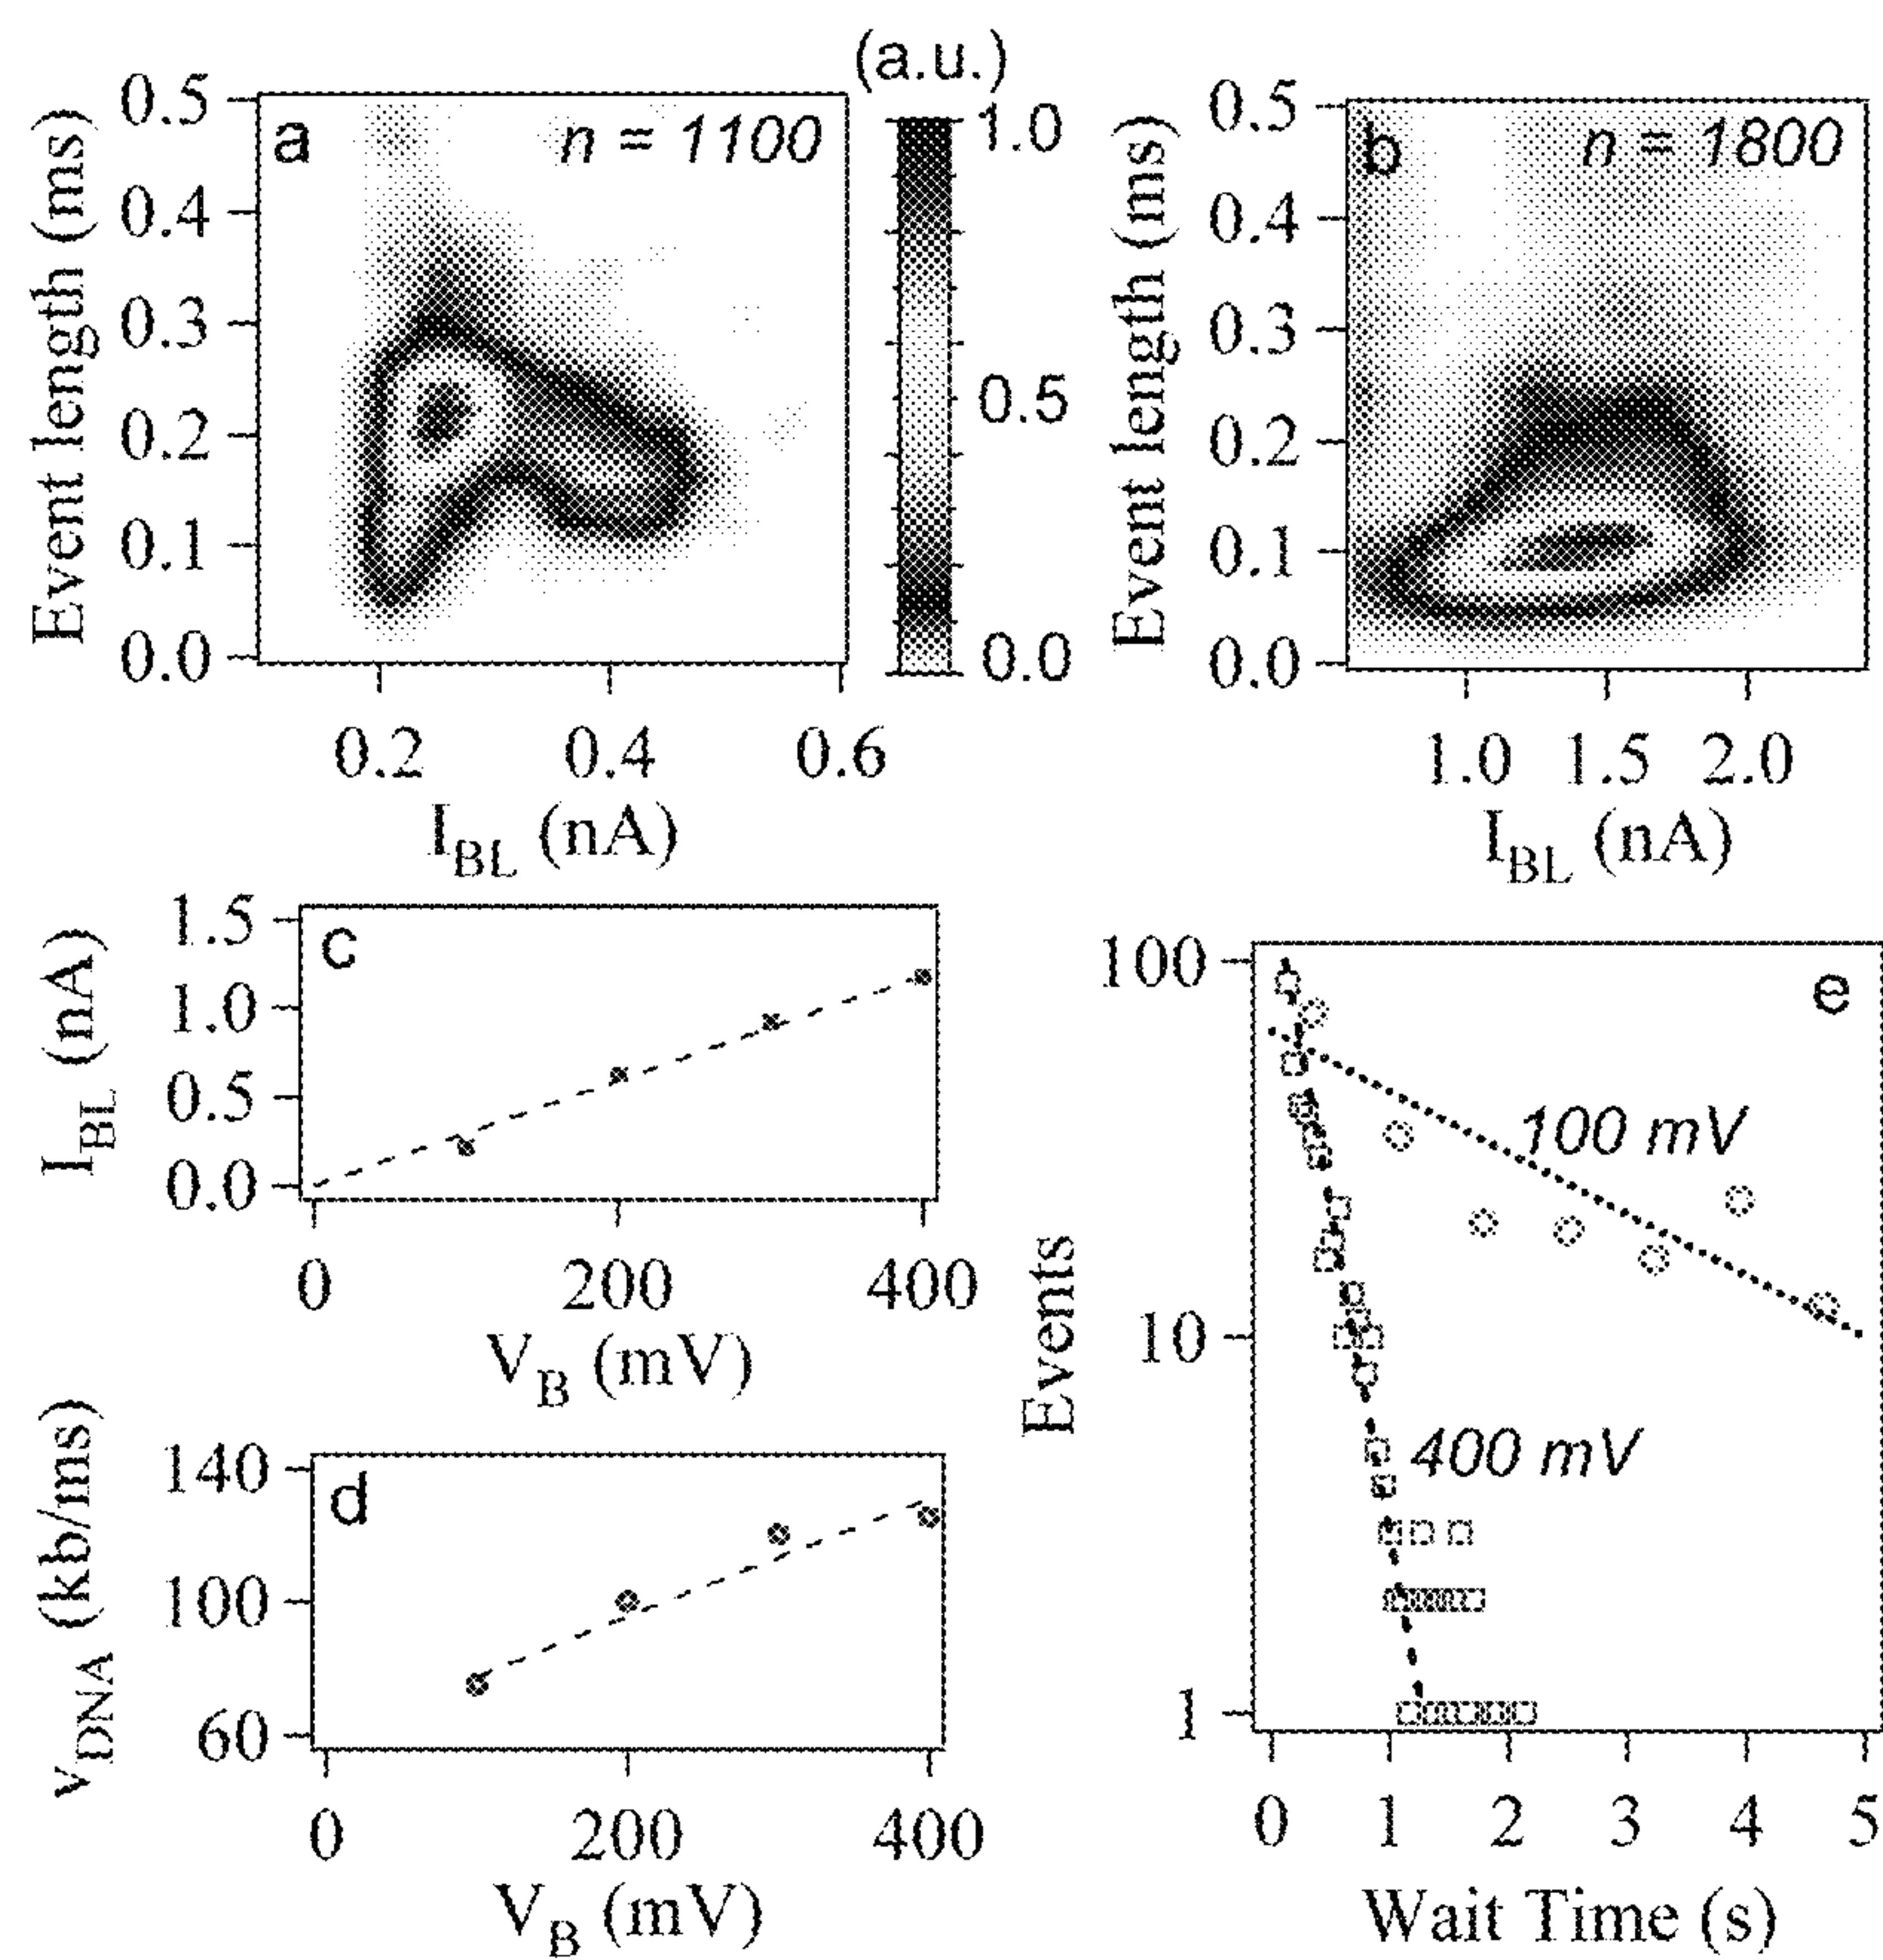 (a.u.)
a
n = 1100
Event length (ms)
0.5
0.4
0.3
0.2
0.1
0.0
0.2 0.4 0.6
I_BL (nA)
1.0
0.5
0.0
b
n = 1800
Event length (ms)
0.5
0.4
0.3
0.2
0.1
0.0
1.0 1.5 2.0
I_BL (nA)
c
I_BL (nA)
1.5
1.0
0.5
0.0
0 200 400
V_B (mV)
d
v_DNA (kb/ms)
140
100
60
0 200 400
V_B (mV)
e
Events
100
10
1
100 mV
400 mV
0 1 2 3 4 5
Wait Time (s)